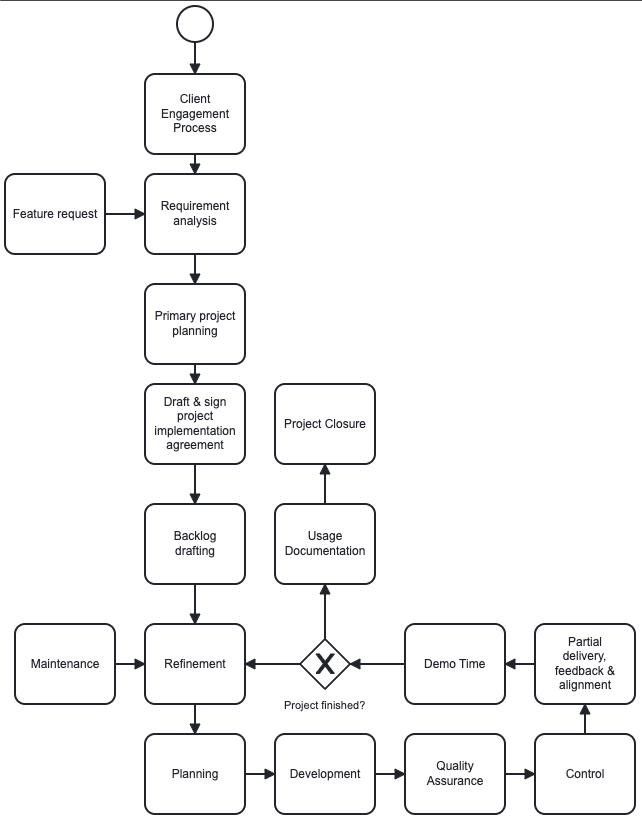 Client
Engagement
Process
Feature request
Requirement
analysis
Primary project
planning
Draft & sign
project
implementation
agreement
Project Closure
Backlog
drafting
Usage
Documentation
Maintenance
Refinement
X
Project finished?
Demo Time
Partial
delivery,
feedback &
alignment
Planning
Development
Quality
Assurance
Control